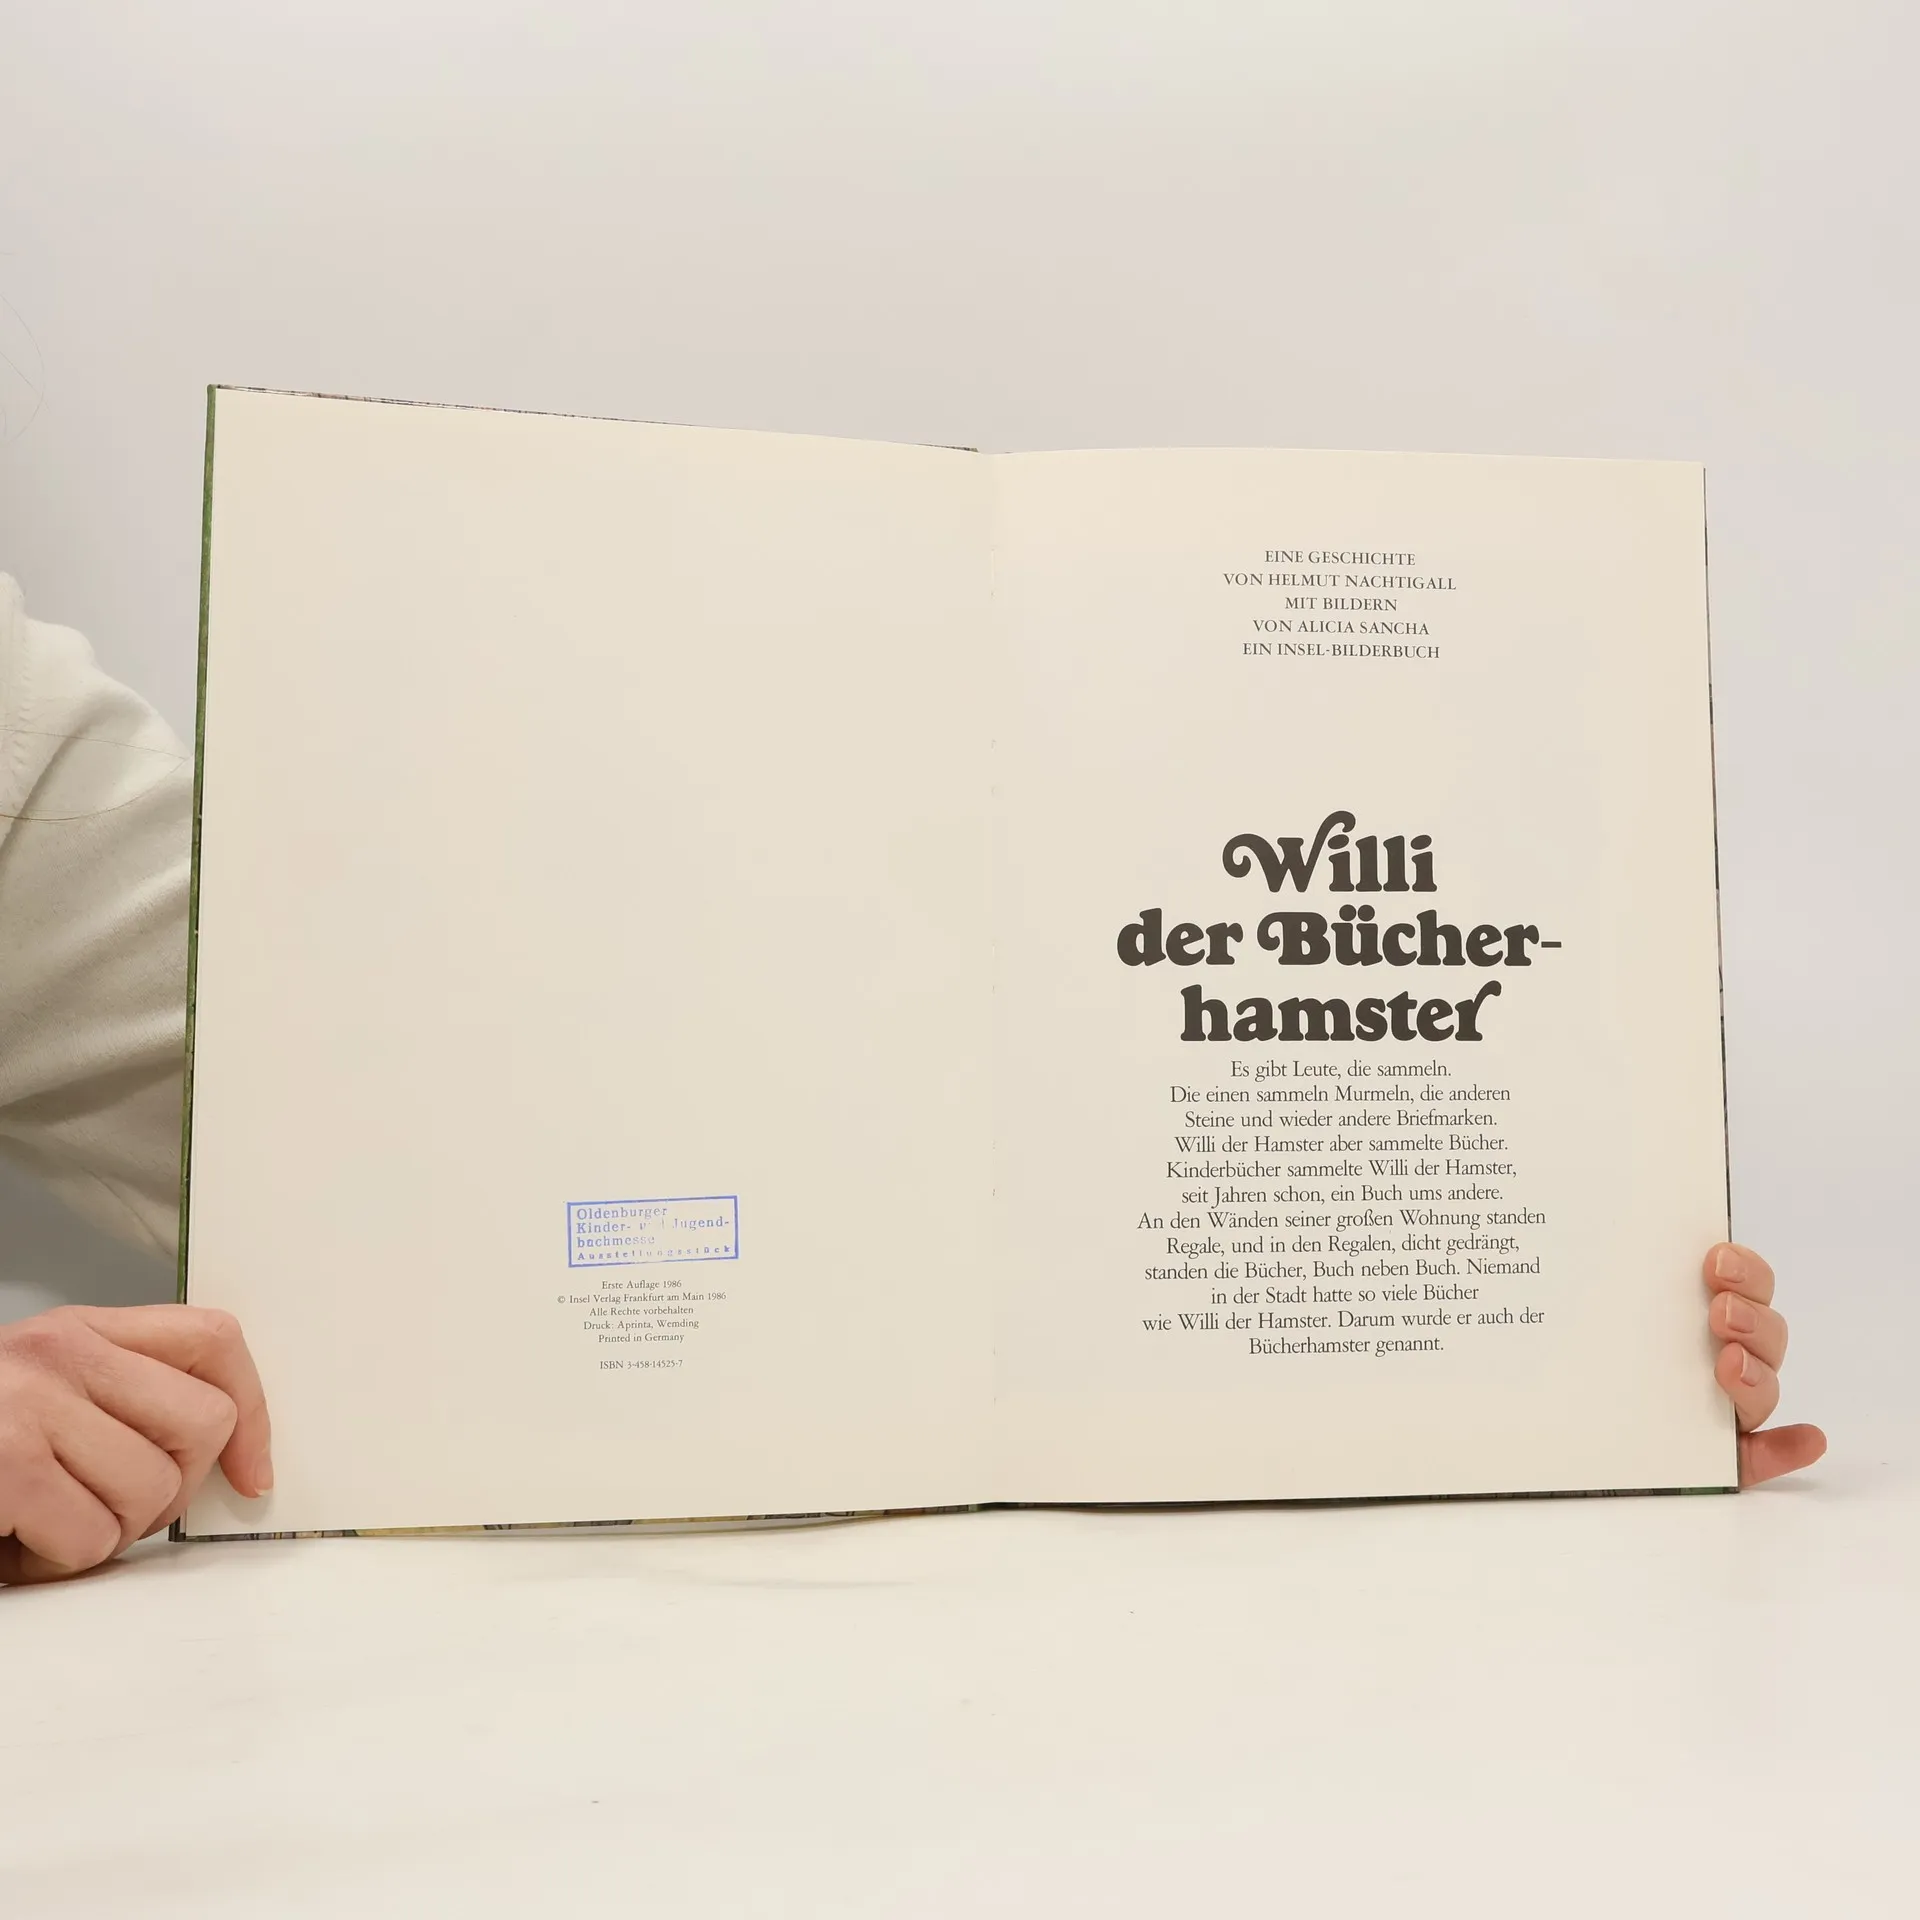 Oldenburger
Kinder- und Jugend-
buchmesse
Ausstellungsstück
Erste Auflage 1986
© Insel Verlag Frankfurt am Main 1986
Alle Rechte vorbehalten
Druck: Aprinta, Wemding
Printed in Germany
ISBN 3-458-14525-7
EINE GESCHICHTE
VON HELMUT NACHTIGALL
MIT BILDERN
VON ALICIA SANCHA
EIN INSEL-BILDERBUCH
Willi
der Bücher-
hamster
Es gibt Leute, die sammeln.
Die einen sammeln Murmeln, die anderen
Steine und wieder andere Briefmarken.
Willi der Hamster aber sammelte Bücher.
Kinderbücher sammelte Willi der Hamster,
seit Jahren schon, ein Buch ums andere.
An den Wänden seiner großen Wohnung standen
Regale, und in den Regalen, dicht gedrängt,
standen die Bücher, Buch neben Buch. Niemand
in der Stadt hatte so viele Bücher
wie Willi der Hamster. Darum wurde er auch der
Bücherhamster genannt.